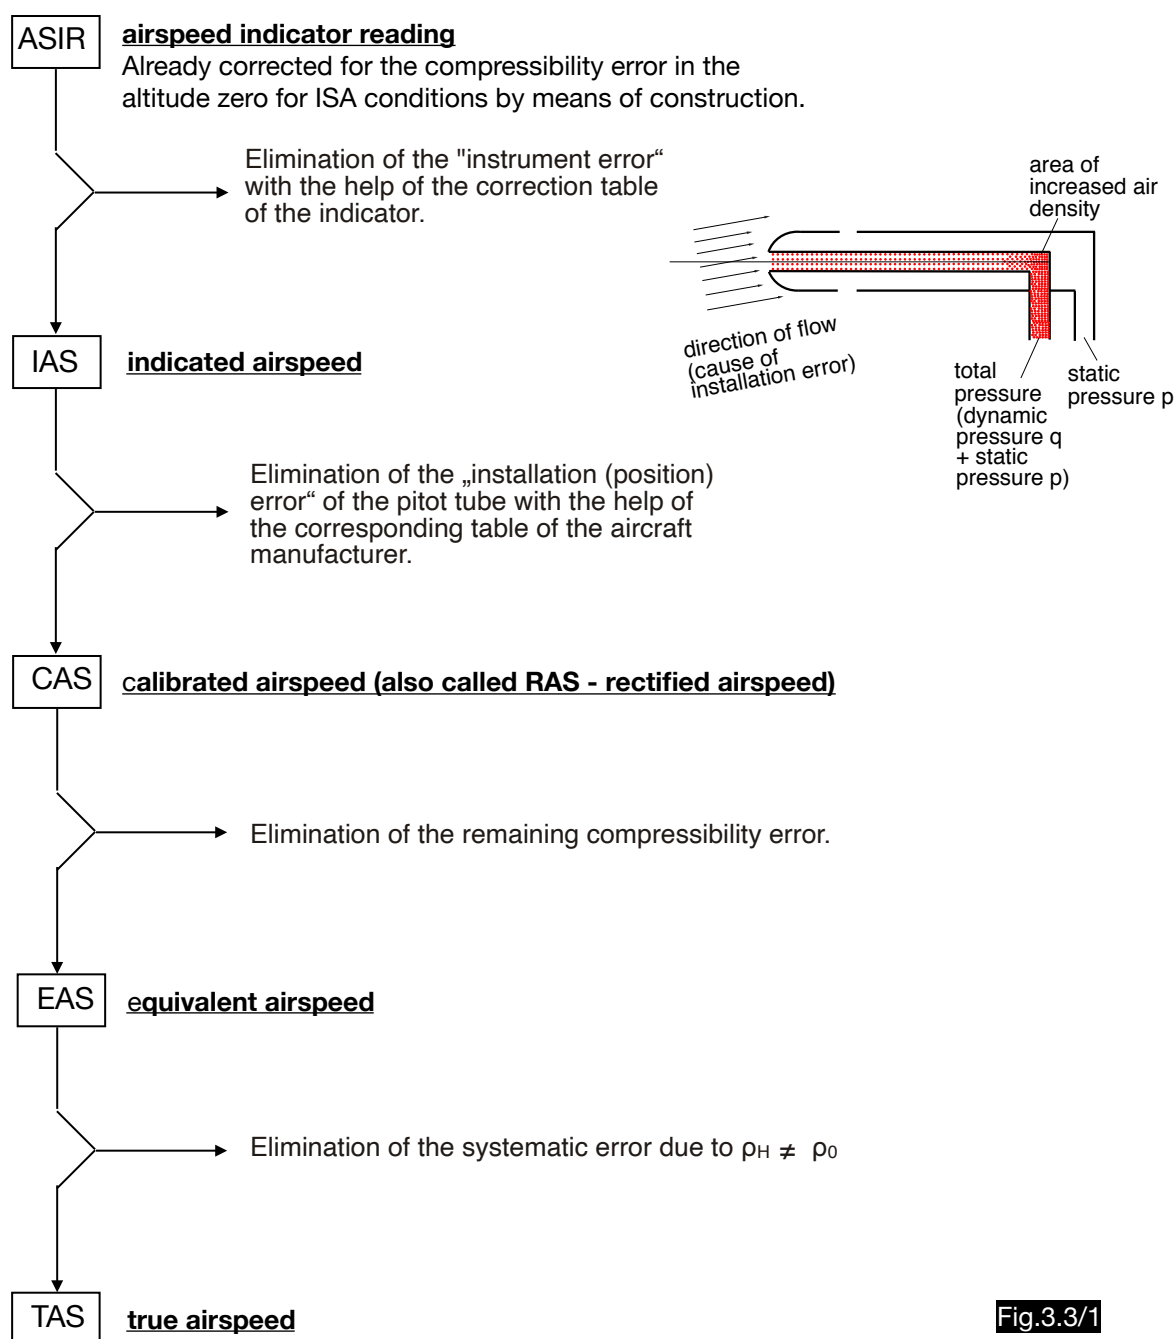 ASIR
airspeed indicator reading
Already corrected for the compressibility error in the
altitude zero for ISA conditions by means of construction.
Elimination of the "instrument error“
with the help of the correction table
of the indicator.
area of
increased air
density
direction of flow
(cause of
installation error)
total
pressure
(dynamic
pressure q
+ static
pressure p)
static
pressure p
IAS
indicated airspeed
Elimination of the „installation (position)
error“ of the pitot tube with the help of
the corresponding table of the aircraft
manufacturer.
CAS
calibrated airspeed (also called RAS - rectified airspeed)
Elimination of the remaining compressibility error.
EAS
equivalent airspeed
Elimination of the systematic error due to ρH ≠ ρ0
TAS
true airspeed
Fig.3.3/1